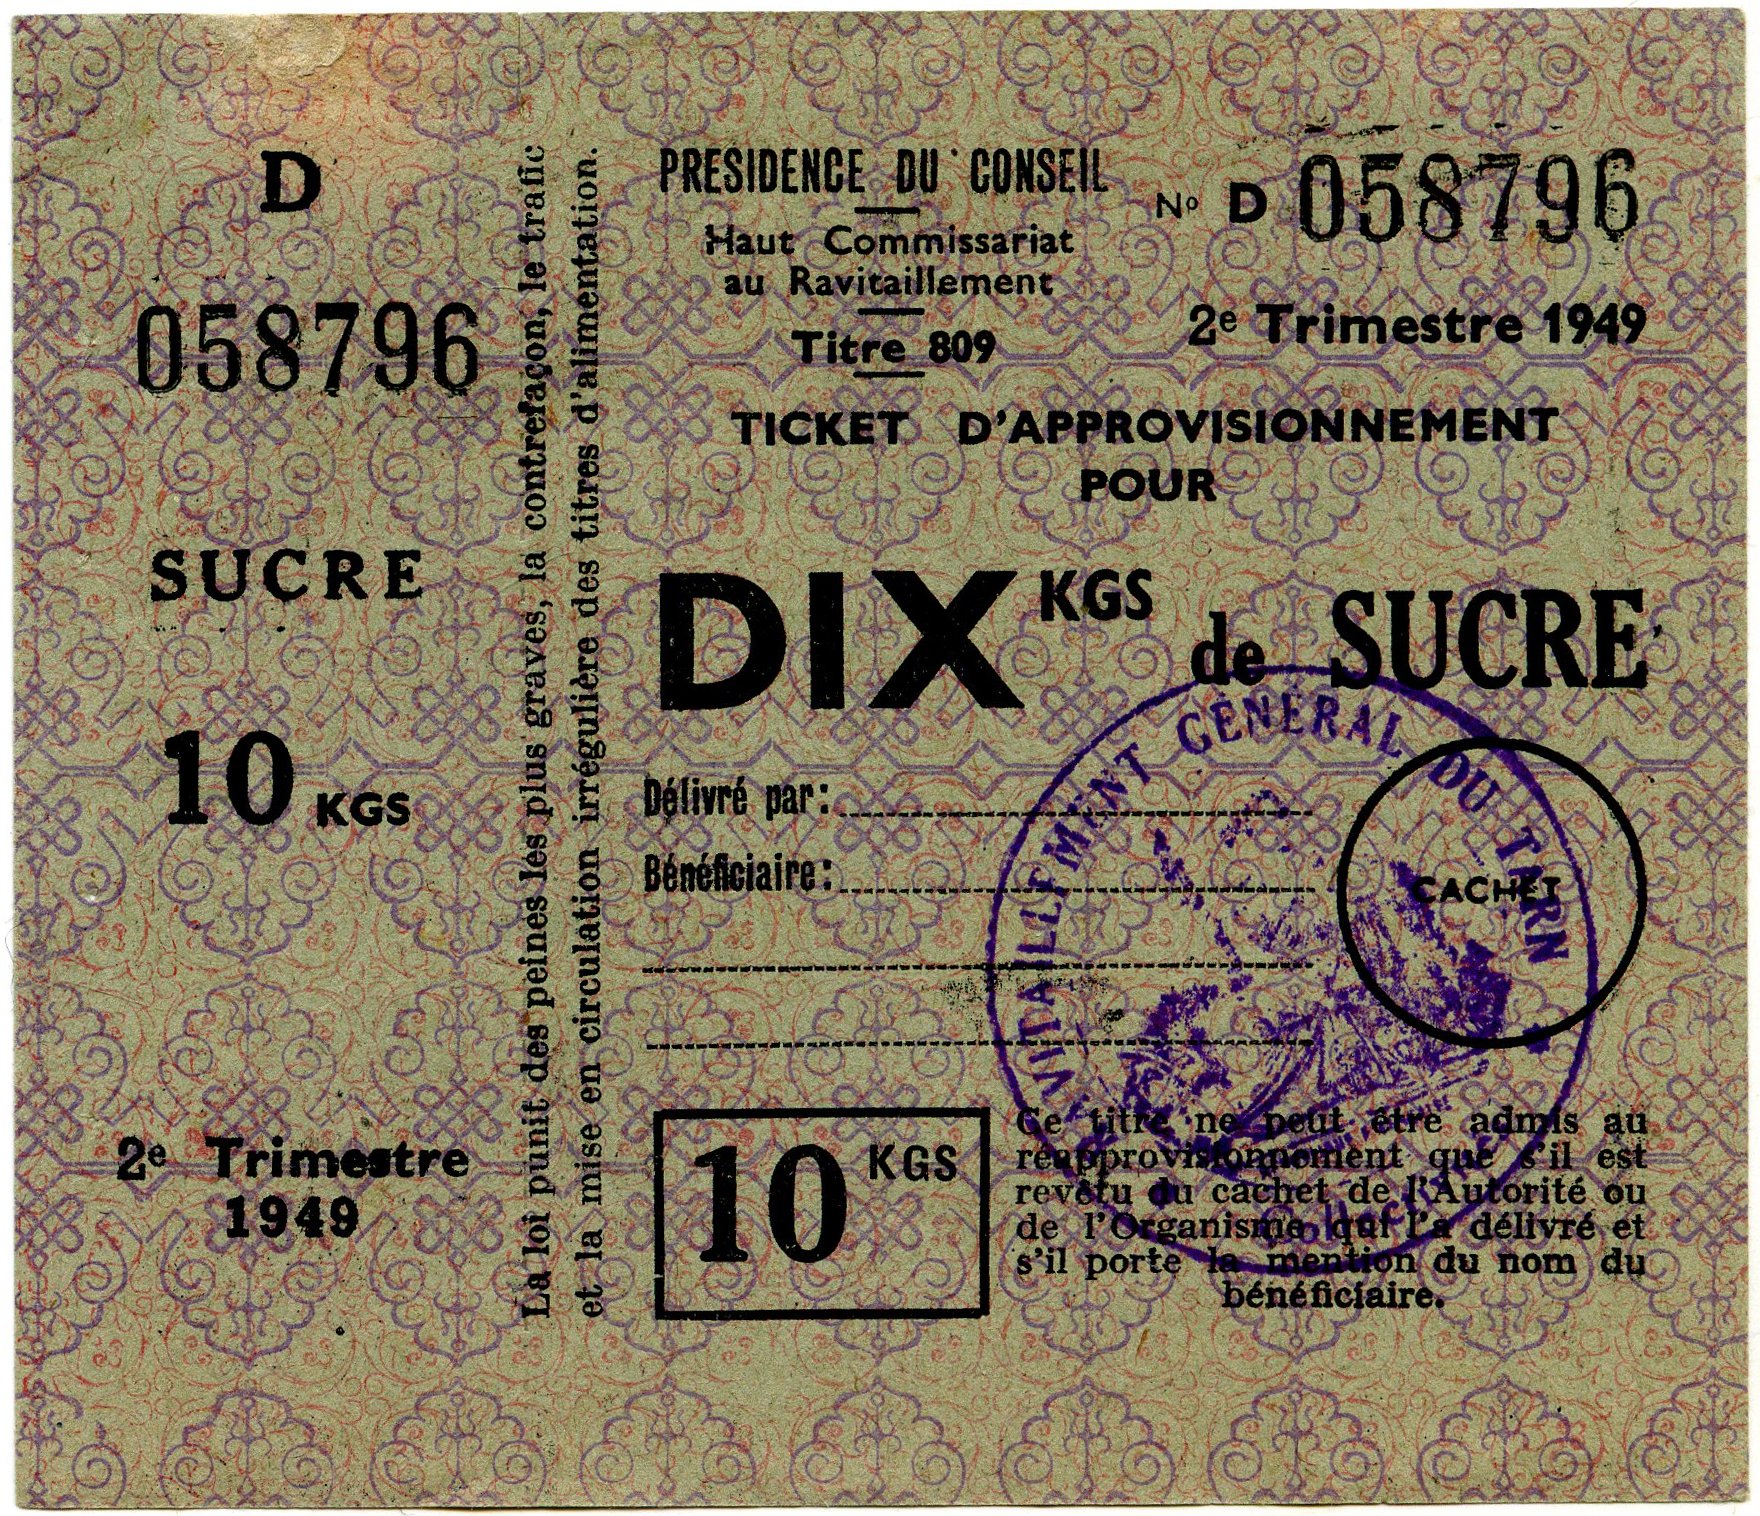 D
058796
SUCRE
10 KGS
2e Trimestre
1949
La loi punit des peines les plus graves, la contrefaçon, le trafic
et la mise en circulation irrégulière des titres d'alimentation.
PRESIDENCE DU CONSEIL
Haut Commissariat
au Ravitaillement
Titre 809
No D 058796
2e Trimestre 1949
TICKET D'APPROVISIONNEMENT
POUR
DIX KGS de SUCRE
Délivré par:
Bénéficiaire:
CACHET
VITAILLEMENT GÉNÉRAL DU TARN
10 KGS
Ce titre ne peut être admis au
réapprovisionnement que s'il est
revêtu du cachet de l'Autorité ou
de l'Organisme qui l'a délivré et
s'il porte la mention du nom du
bénéficiaire.